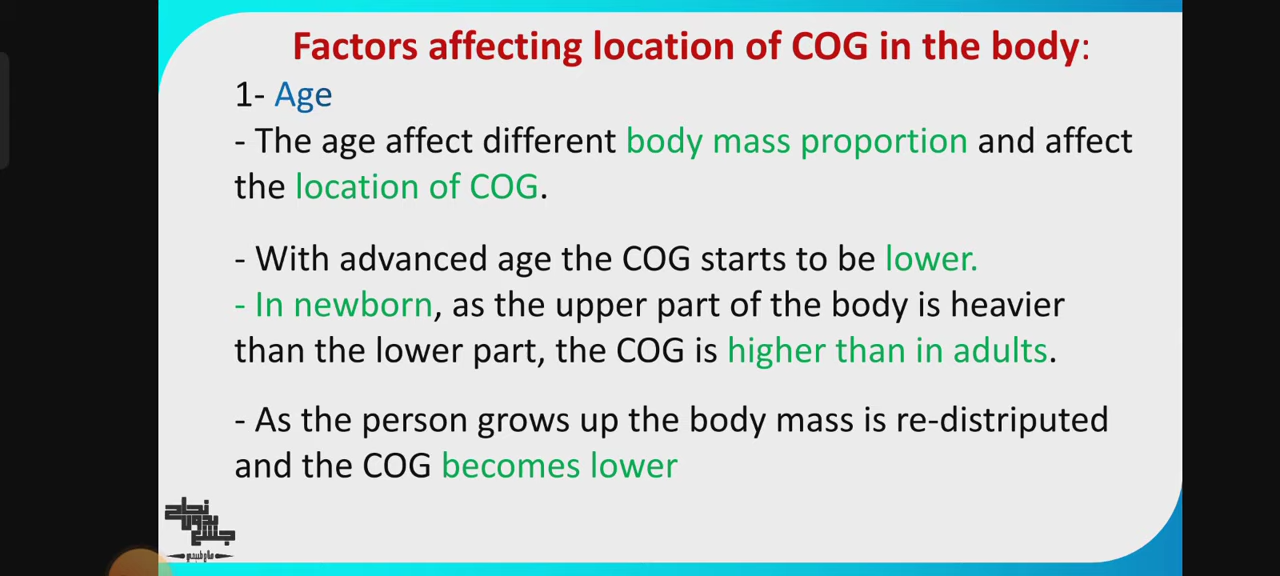 Factors affecting location of COG in the body:
1- Age
- The age affect different body mass proportion and affect
the location of COG.
- With advanced age the COG starts to be lower.
- In newborn, as the upper part of the body is heavier
than the lower part, the COG is higher than in adults.
- As the person grows up the body mass is re-distriputed
and the COG becomes lower